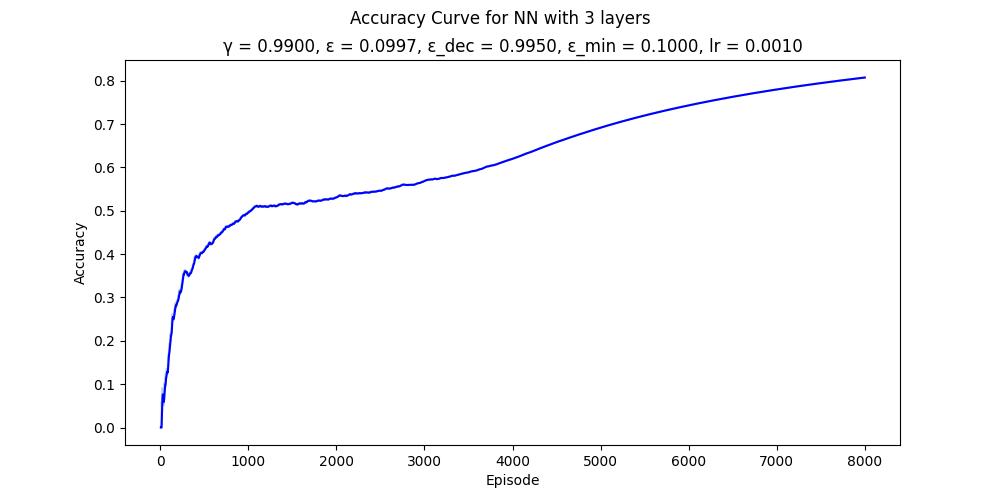 Accuracy Curve for NN with 3 layers
γ = 0.9900, ε = 0.0997, ε_dec = 0.9950, ε_min = 0.1000, lr = 0.0010
0.8
0.7
0.6
0.5
0.4
0.3
0.2
0.1
0.0
Accuracy
0 1000 2000 3000 4000 5000 6000 7000 8000
Episode